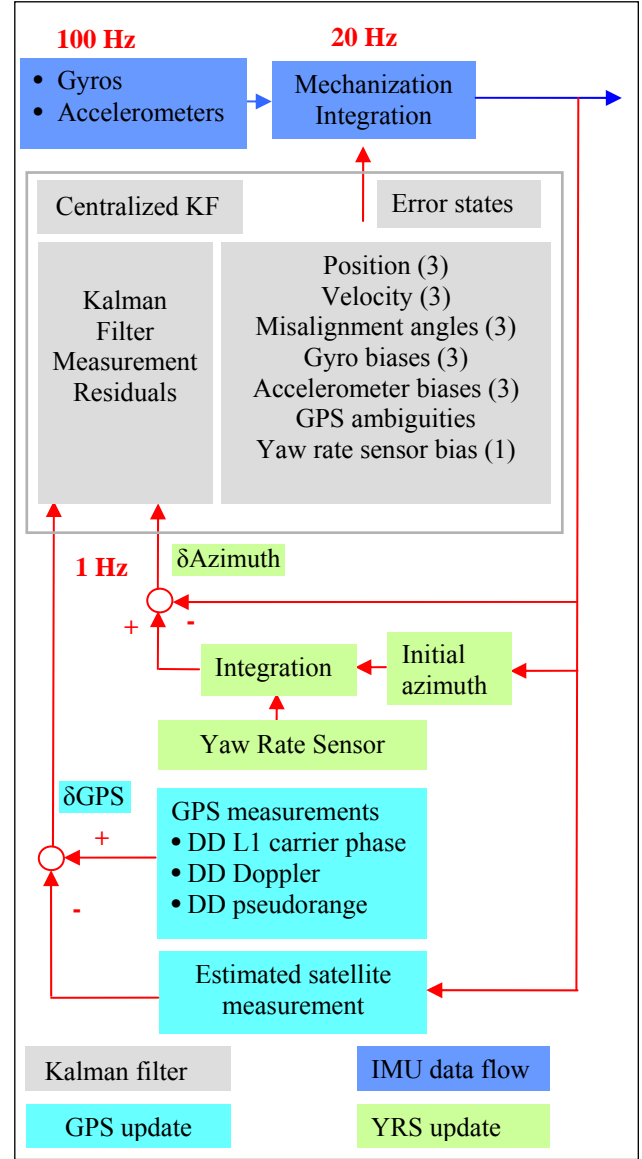 100 Hz
20 Hz
• Gyros
• Accelerometers
Mechanization
Integration
Centralized KF
Error states
Kalman
Filter
Measurement
Residuals
Position (3)
Velocity (3)
Misalignment angles (3)
Gyro biases (3)
Accelerometer biases (3)
GPS ambiguities
Yaw rate sensor bias (1)
1 Hz
δAzimuth
+
-
Integration
Initial
azimuth
Yaw Rate Sensor
δGPS
+
-
GPS measurements
• DD L1 carrier phase
• DD Doppler
• DD pseudorange
Estimated satellite
measurement
Kalman filter
IMU data flow
GPS update
YRS update